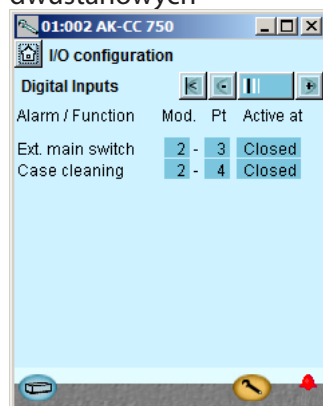 dwustanowych
01:002 AK-CC 750
I/O configuration
Digital Inputs
Alarm / Function Mod. Pt Active at
Ext. main switch 2 - 3 Closed
Case cleaning 2 - 4 Closed